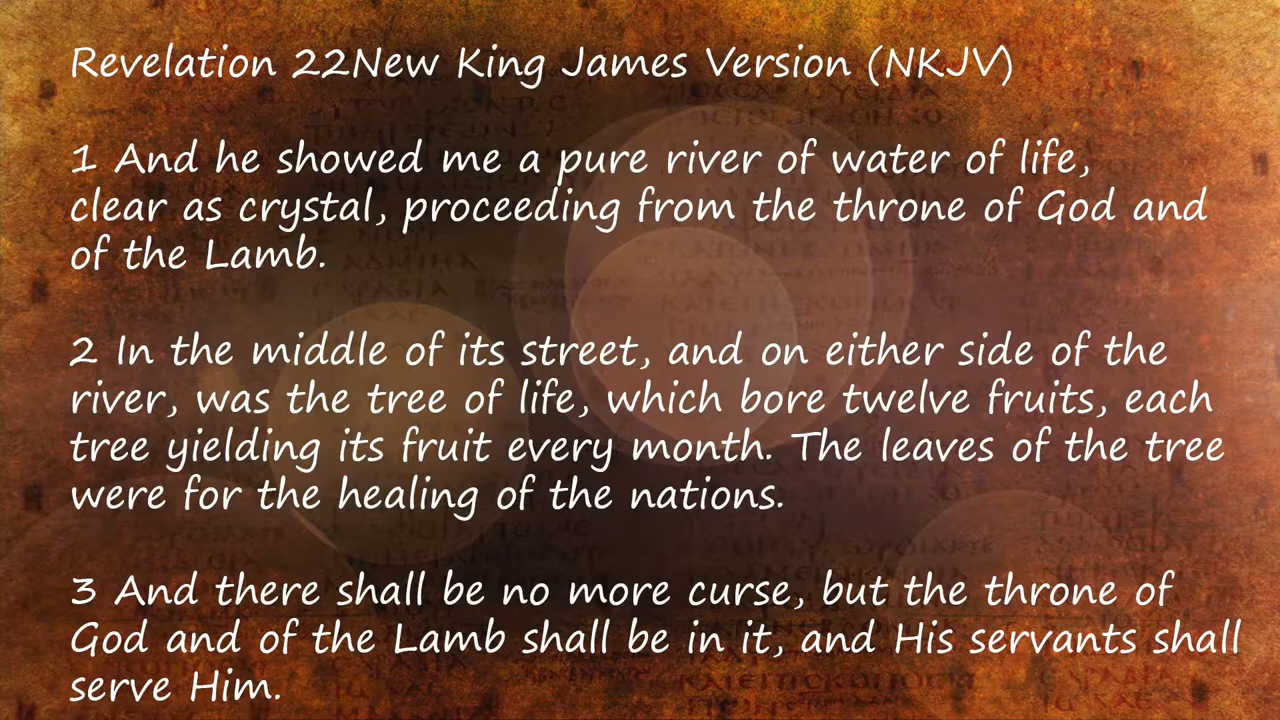 Revelation 22New King James Version (NKJV)
1 And he showed me a pure river of water of life,
clear as crystal, proceeding from the throne of God and
of the Lamb.
2 In the middle of its street, and on either side of the
river, was the tree of life, which bore twelve fruits, each
tree yielding its fruit every month. The leaves of the tree
were for the healing of the nations.
3 And there shall be no more curse, but the throne of
God and of the Lamb shall be in it, and His servants shall
serve Him.